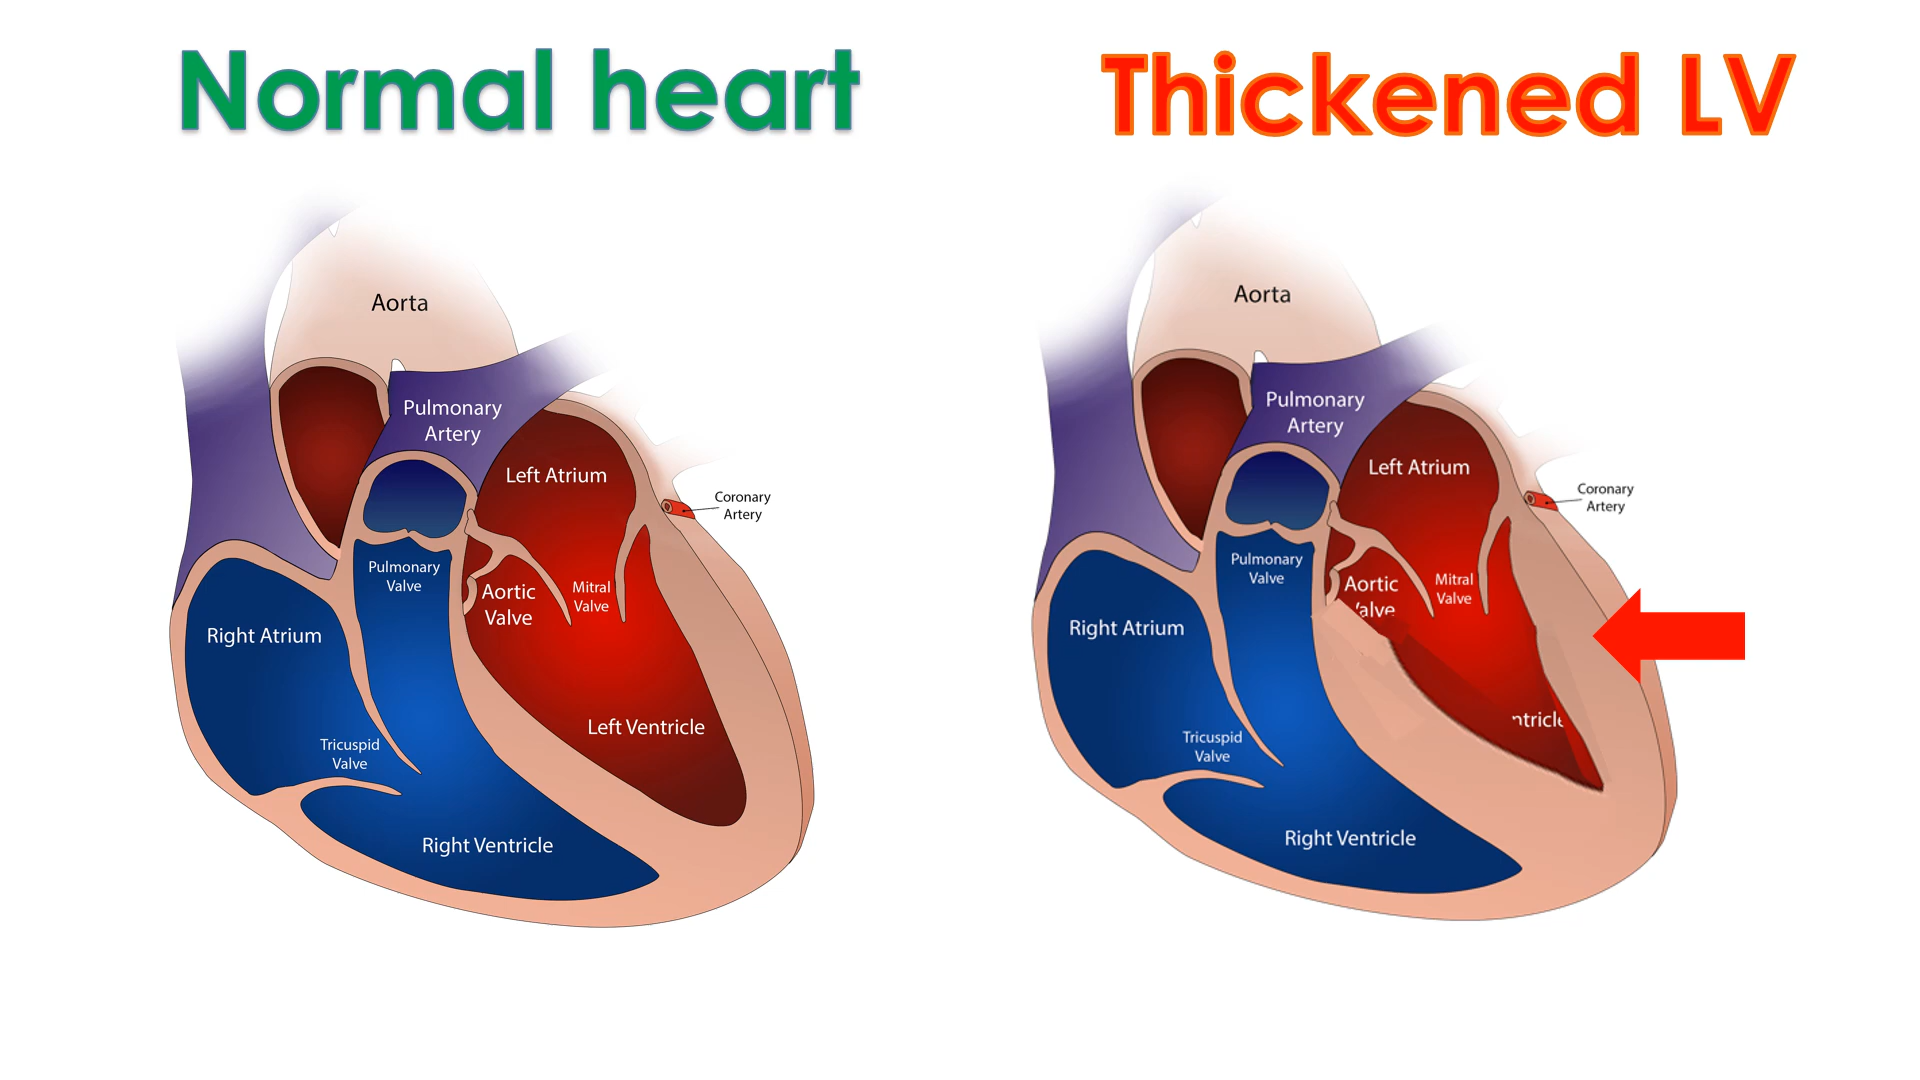 Normal heart
Aorta
Pulmonary
Artery
Left Atrium
Coronary
Artery
Pulmonary
Valve
Aortic
Valve
Mitral
Valve
Right Atrium
Left Ventricle
Tricuspid
Valve
Right Ventricle
Thickened LV
Aorta
Pulmonary
Artery
Left Atrium
Coronary
Artery
Pulmonary
Valve
Aortic
Valve
Mitral
Valve
Right Atrium
ntricle
Tricuspid
Valve
Right Ventricle